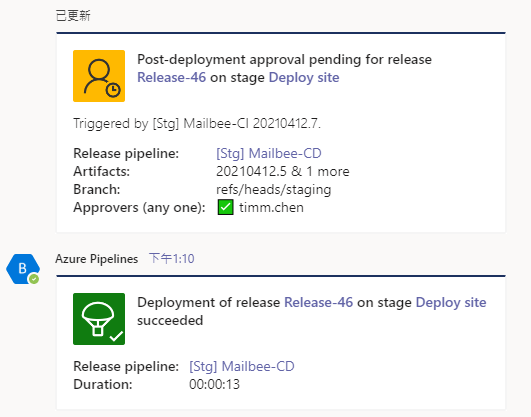 已更新
Post-deployment approval pending for release
Release-46 on stage Deploy site
Triggered by [Stg] Mailbee-CI 20210412.7.
Release pipeline: [Stg] Mailbee-CD
Artifacts: 20210412.5 & 1 more
Branch: refs/heads/staging
Approvers (any one): ✅ timm.chen
B
Azure Pipelines 下午1:10
Deployment of release Release-46 on stage Deploy site
succeeded
Release pipeline: [Stg] Mailbee-CD
Duration: 00:00:13